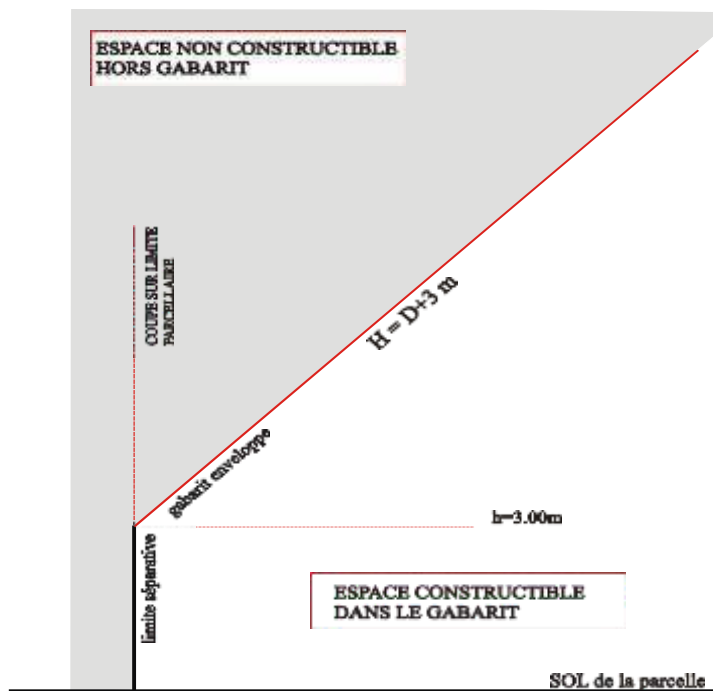 ESPACE NON CONSTRUCTIBLE
HORS GABARIT
COUPE SUR LIMITE
PARCELLAIRE
H = D+3 m
gabarit enveloppe
h=3.00m
limite séparative
ESPACE CONSTRUCTIBLE
DANS LE GABARIT
SOL de la parcelle